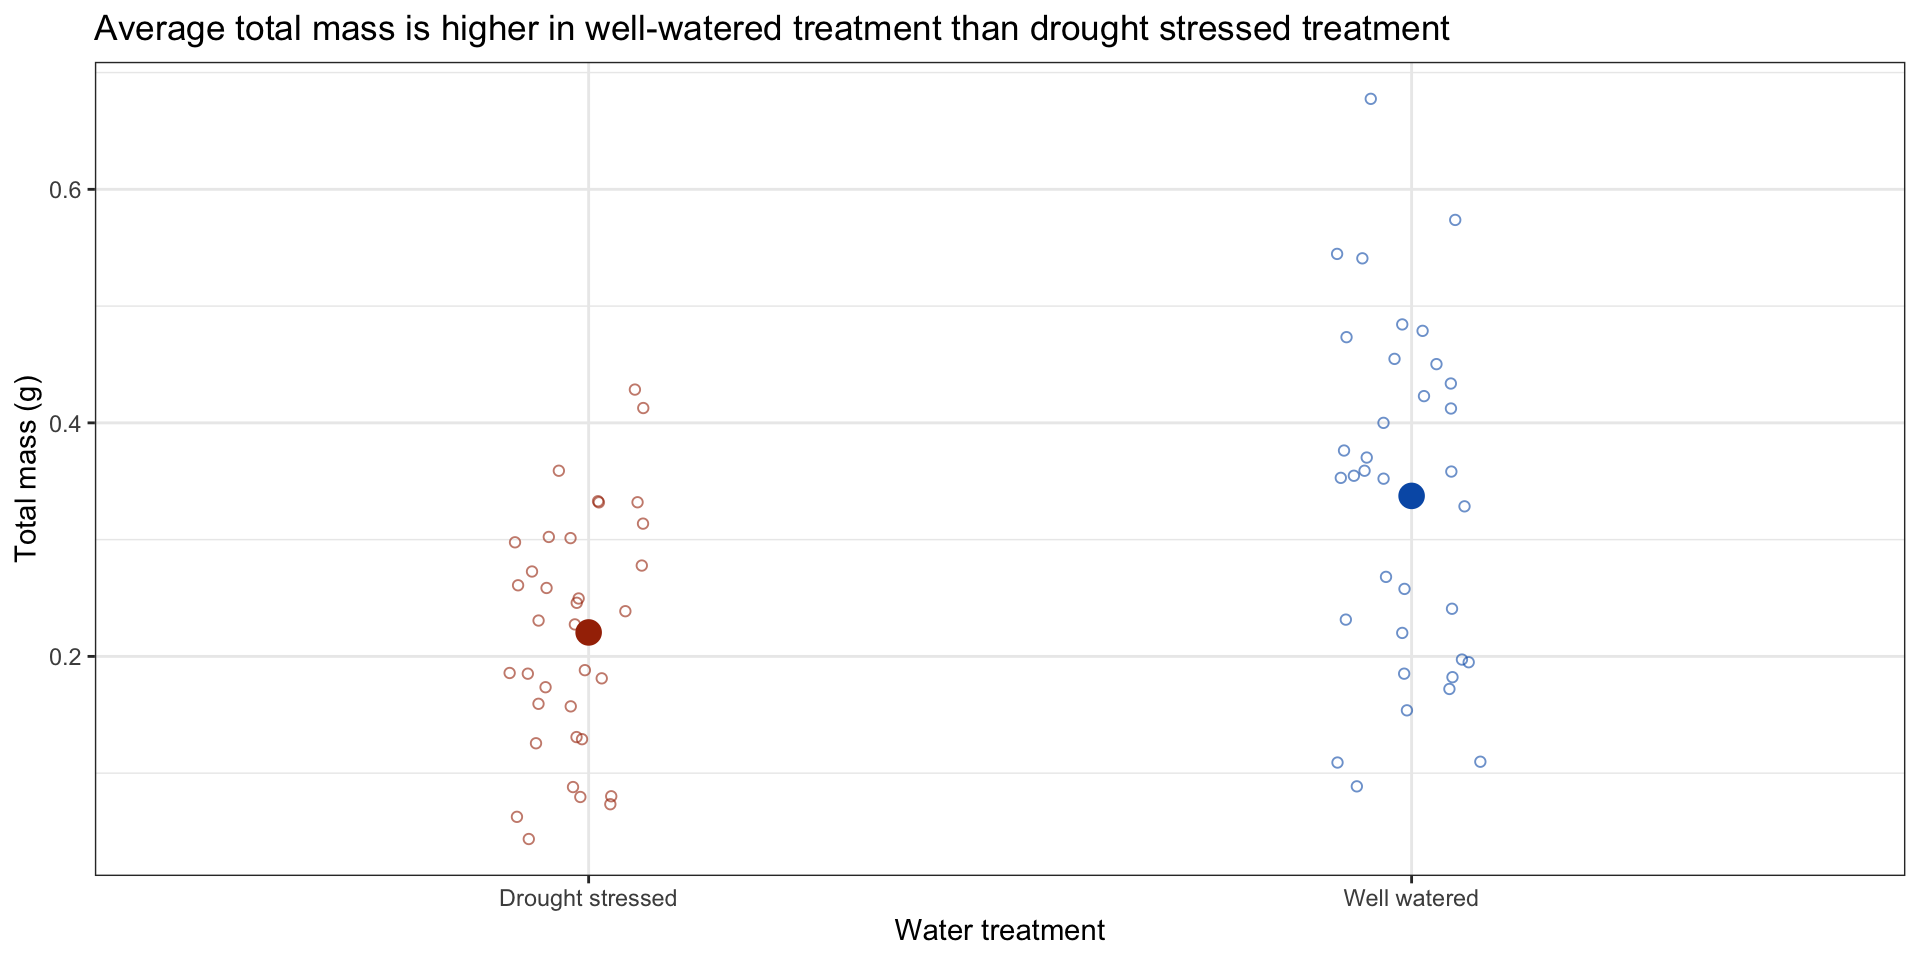 Average total mass is higher in well-watered treatment than drought stressed treatment
Total mass (g)
0.6
0.4
0.2
Drought stressed
Well watered
Water treatment